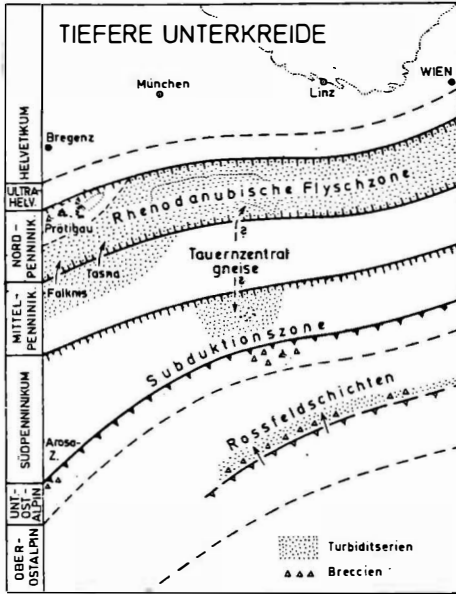 TIEFERE UNTERKREIDE
WIEN
Linz
München
Bregenz
HELVETIKUM
ULTRA-
HELV.
NORD-
PENNINIK.
MITTEL-
PENNINIK.
SÜDPENNINIKUM
UNT-
OST-
ALPIN
OBER-
OSTALPIN
Rhenodanubische Flyschzone
Prätigau
Tasna
Falknis
?
Tauernzentral
gneise
?
Subduktionszone
Rossfeldschichten
Arosa-
Z.
Turbiditserien
Breccien